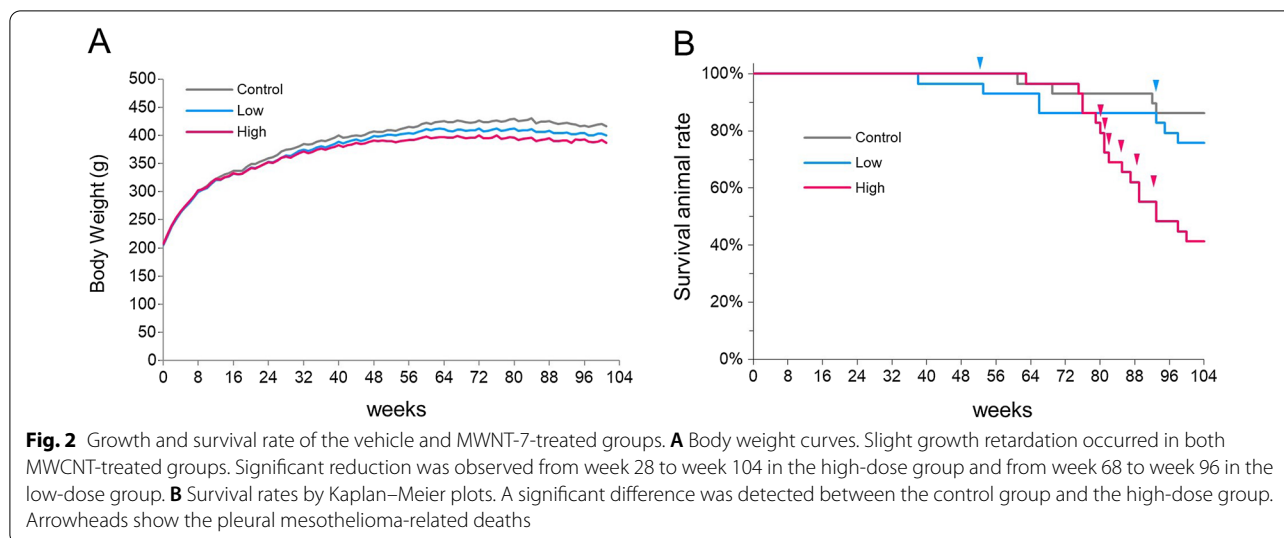 A
Body Weight (g)
500
450
400
350
300
250
200
150
100
50
0
Control
Low
High
0 8 16 24 32 40 48 56 64 72 80 88 96 104
weeks
B
Survival animal rate
100%
80%
60%
40%
20%
0%
Control
Low
High
0 8 16 24 32 40 48 56 64 72 80 88 96 104
weeks
Fig. 2 Growth and survival rate of the vehicle and MWNT-7-treated groups. A Body weight curves. Slight growth retardation occurred in both
MWCNT-treated groups. Significant reduction was observed from week 28 to week 104 in the high-dose group and from week 68 to week 96 in the
low-dose group. B Survival rates by Kaplan–Meier plots. A significant difference was detected between the control group and the high-dose group.
Arrowheads show the pleural mesothelioma-related deaths